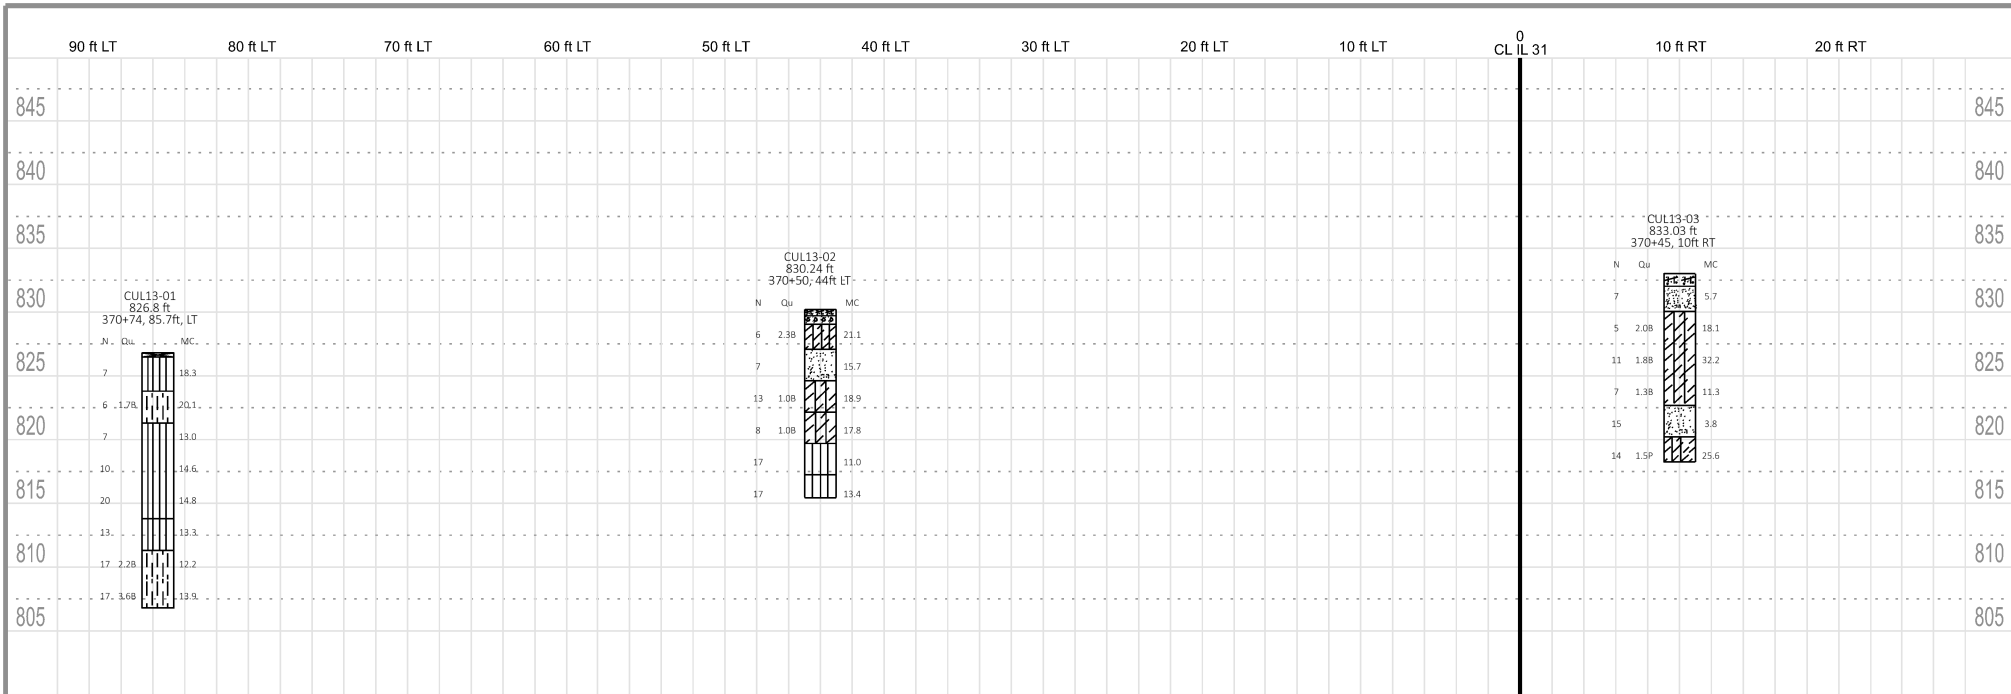 90 ft LT 80 ft LT 70 ft LT 60 ft LT 50 ft LT 40 ft LT 30 ft LT 20 ft LT 10 ft LT 0 10 ft RT 20 ft RT
CL IL 31
845 845
840 840
835 835
830 830
825 825
820 820
815 815
810 810
805 805
CUL13-01
826.8 ft
370+74, 85.7ft, LT
N Qu MC
7 18.3
6 1.7B 20.1
7 13.0
10 14.6
20 14.8
13 13.3
17 2.2B 12.2
17 3.6B 13.9
CUL13-02
830.24 ft
370+50, 44ft LT
N Qu MC
6 2.3B 21.1
7 15.7
13 1.0B 18.9
8 1.0B 17.8
17 11.0
17 13.4
CUL13-03
833.03 ft
370+45, 10ft RT
N Qu MC
7 5.7
5 2.0B 18.1
11 1.8B 32.2
7 1.3B 11.3
15 3.8
14 1.5P 25.6